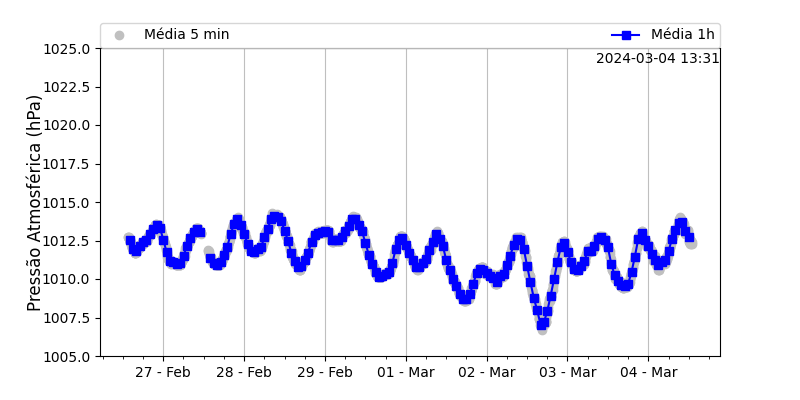 Média 5 min
Média 1h
2024-03-04 13:31
Pressão Atmosférica (hPa)
1025.0
1022.5
1020.0
1017.5
1015.0
1012.5
1010.0
1007.5
1005.0
27 - Feb
28 - Feb
29 - Feb
01 - Mar
02 - Mar
03 - Mar
04 - Mar